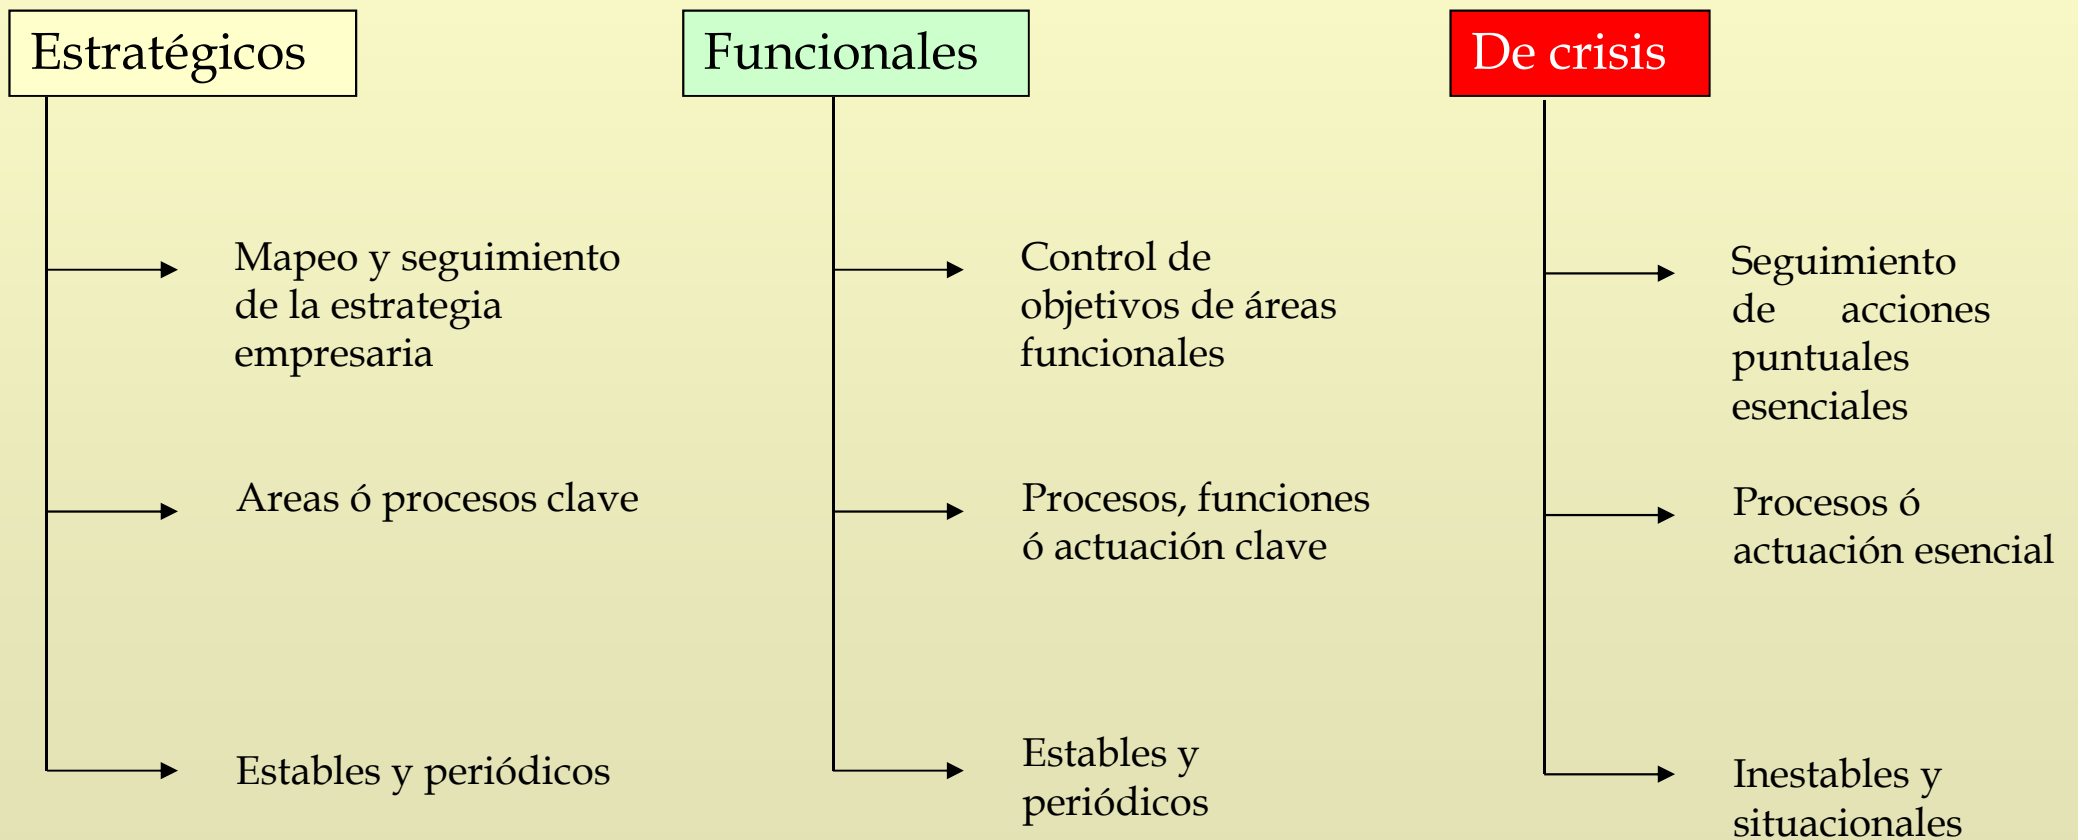 Estratégicos
Mapeo y seguimiento
de la estrategia
empresaria
Areas ó procesos clave
Estables y periódicos
Funcionales
Control de
objetivos de áreas
funcionales
Procesos, funciones
ó actuación clave
Estables y
periódicos
De crisis
Seguimiento
de acciones
puntuales
esenciales
Procesos ó
actuación esencial
Inestables y
situacionales